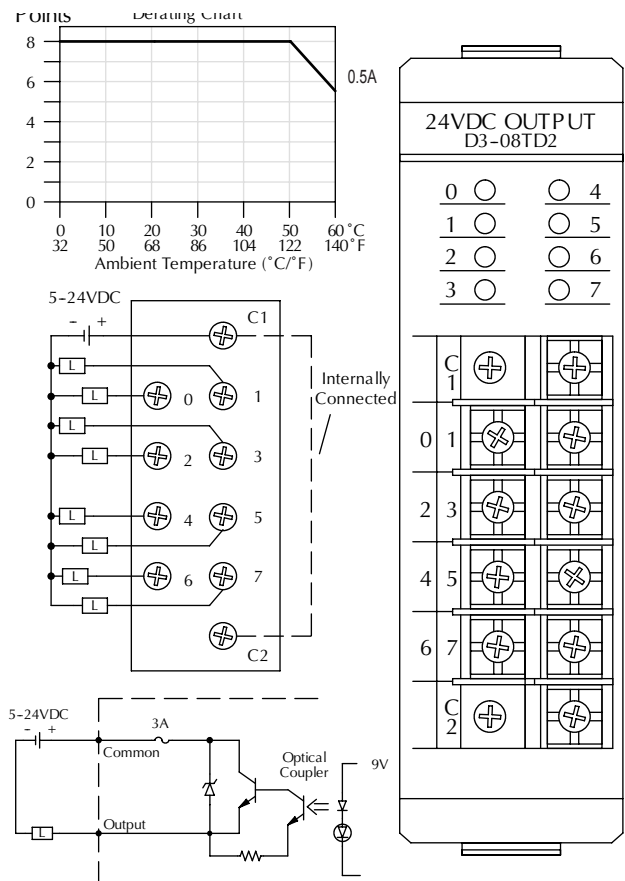 Points
Derating Chart
8
6
4
2
0
0.5A
0 10 20 30 40 50 60˚C
32 50 68 86 104 122 140˚F
Ambient Temperature (˚C/˚F)
5-24VDC
- +
C1
L
L
0 1
L
L
2 3
L
4 5
L
L
6 7
L
C2
Internally
Connected
5-24VDC
- +
3A
Common
Optical
Coupler
9V
Output
L
24VDC OUTPUT
D3-08TD2
0 4
1 5
2 6
3 7
C
1
0 1
2 3
4 5
6 7
C
2